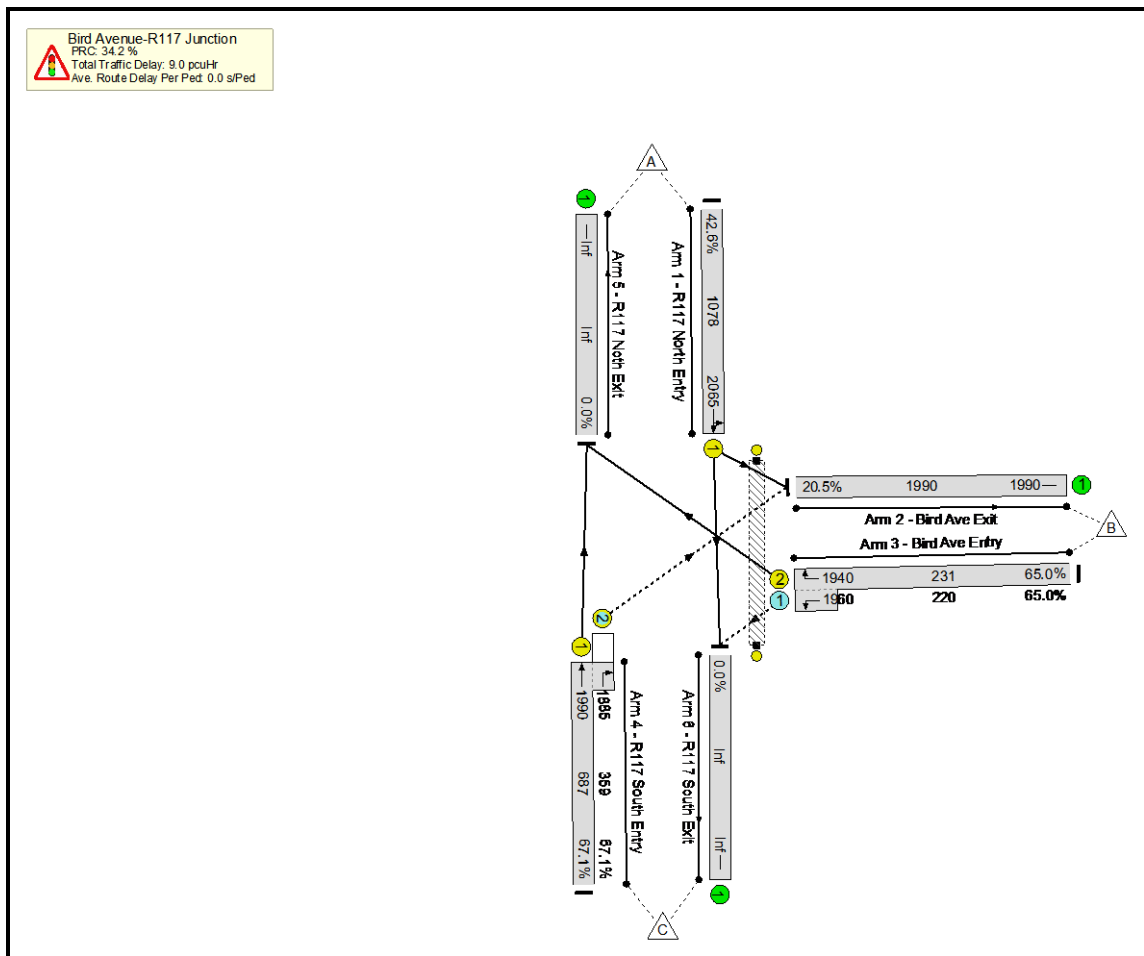 Bird Avenue-R117 Junction
PRC: 34.2 %
Total Traffic Delay: 9.0 pcuHr
Ave. Route Delay Per Ped: 0.0 s/Ped
A
1
Inf
Inf
0.0%
Arm 5 - R117 Noth Exit
Arm 1 - R117 North Entry
42.6%
1078
2065
1
20.5% 1990 1990
1
Arm 2 - Bird Ave Exit
B
Arm 3 - Bird Ave Entry
2
1940 231 65.0%
1
1960 220 65.0%
2
1
1990
687
67.1%
1885
359
67.1%
Arm 4 - R117 South Entry
Arm 6 - R117 South Exit
0.0%
Inf
Inf
1
C